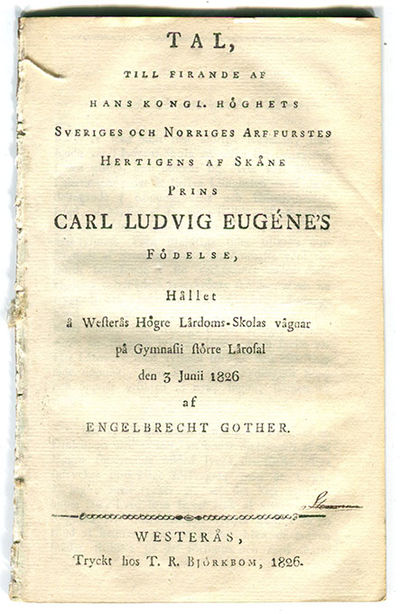 TAL,
TILL FIRANDE AF
HANS KONGL. HÖGHETS
SVERIGES OCH NORRIGES ARFFURSTES
HERTIGENS AF SKÅNE
PRINS
CARL LUDVIG EUGÉNE'S
FÖDELSE,
Hållet
å Westerås Högre Lärdoms-Skolas vägnar
på Gymnasii större Lärosal
den 3 Junii 1826
af
ENGELBRECHT GOTHER.
WESTERÅS,
Tryckt hos T. R. BJÖRKBOM, 1826.